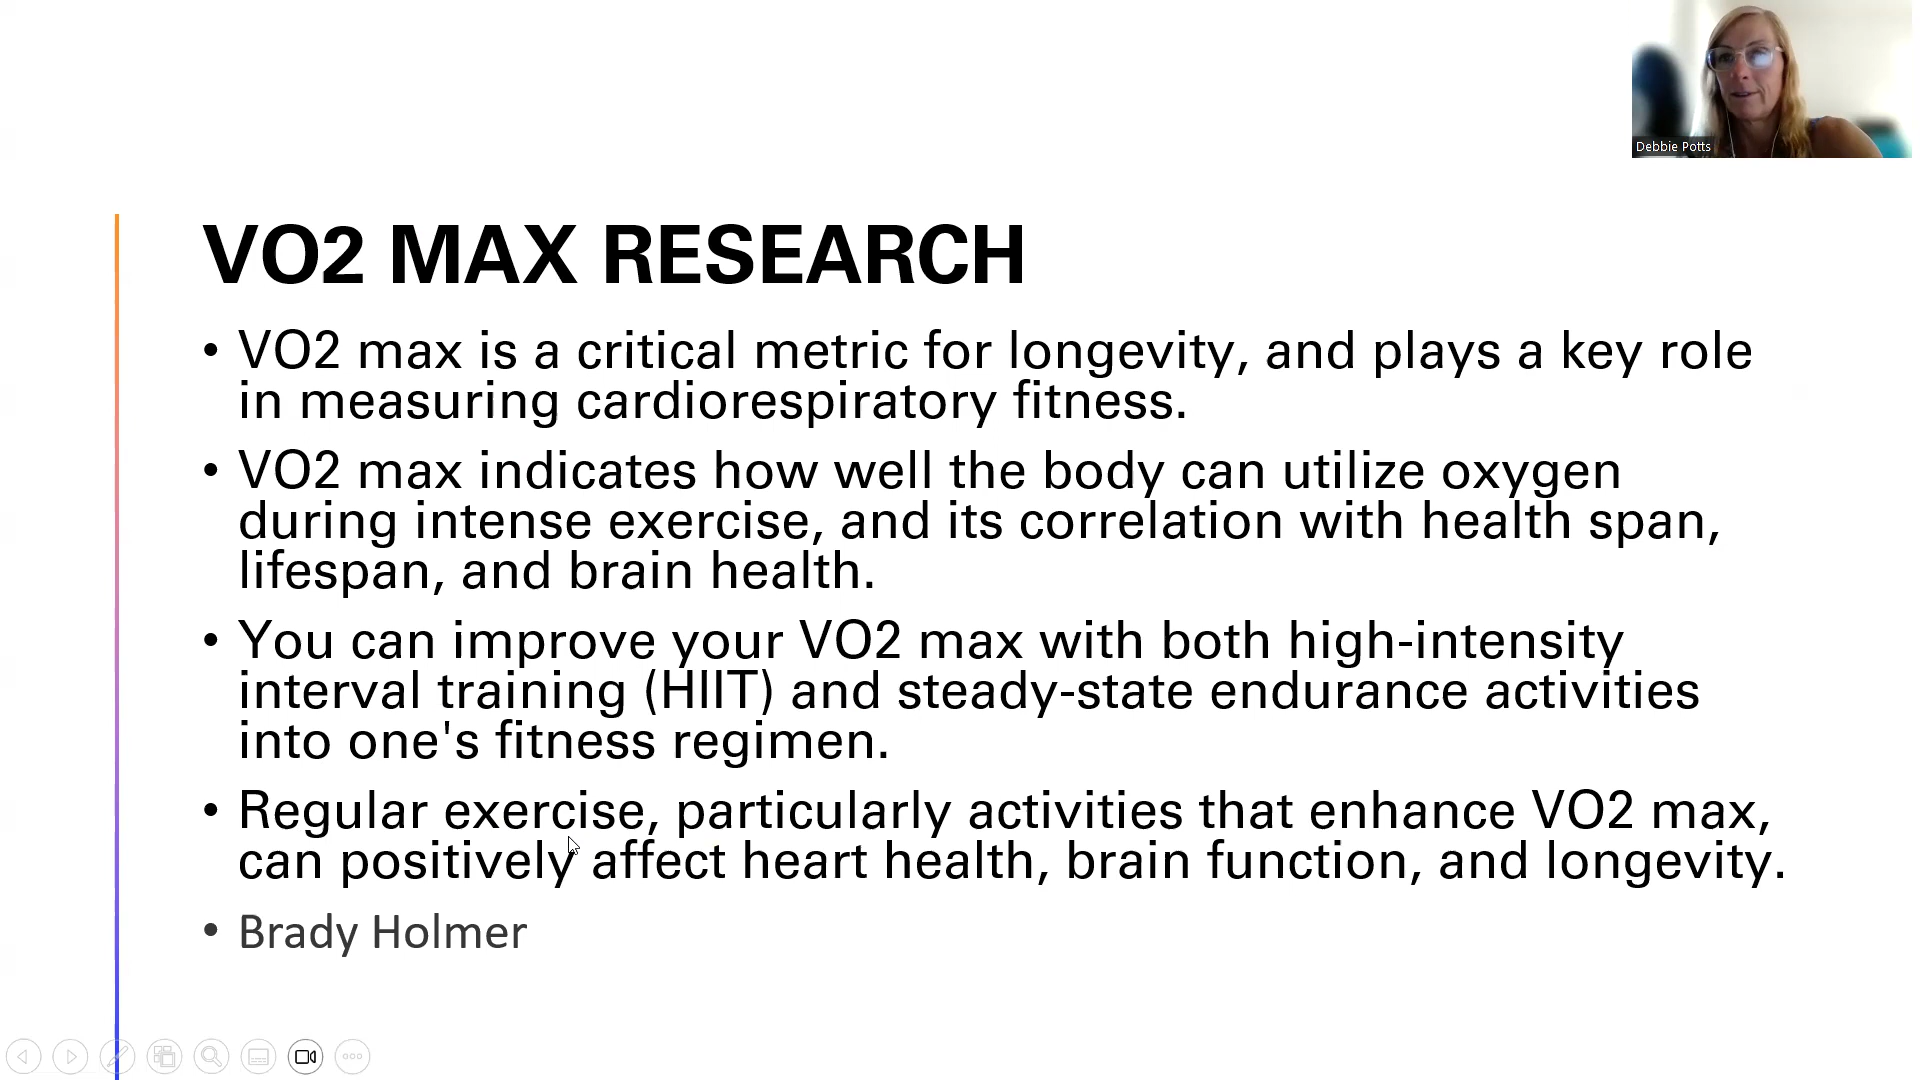 Debbie Potts
VO2 MAX RESEARCH
• VO2 max is a critical metric for longevity, and plays a key role
in measuring cardiorespiratory fitness.
• VO2 max indicates how well the body can utilize oxygen
during intense exercise, and its correlation with health span,
lifespan, and brain health.
• You can improve your VO2 max with both high-intensity
interval training (HIIT) and steady-state endurance activities
into one's fitness regimen.
• Regular exercise, particularly activities that enhance VO2 max,
can positively affect heart health, brain function, and longevity.
• Brady Holmer